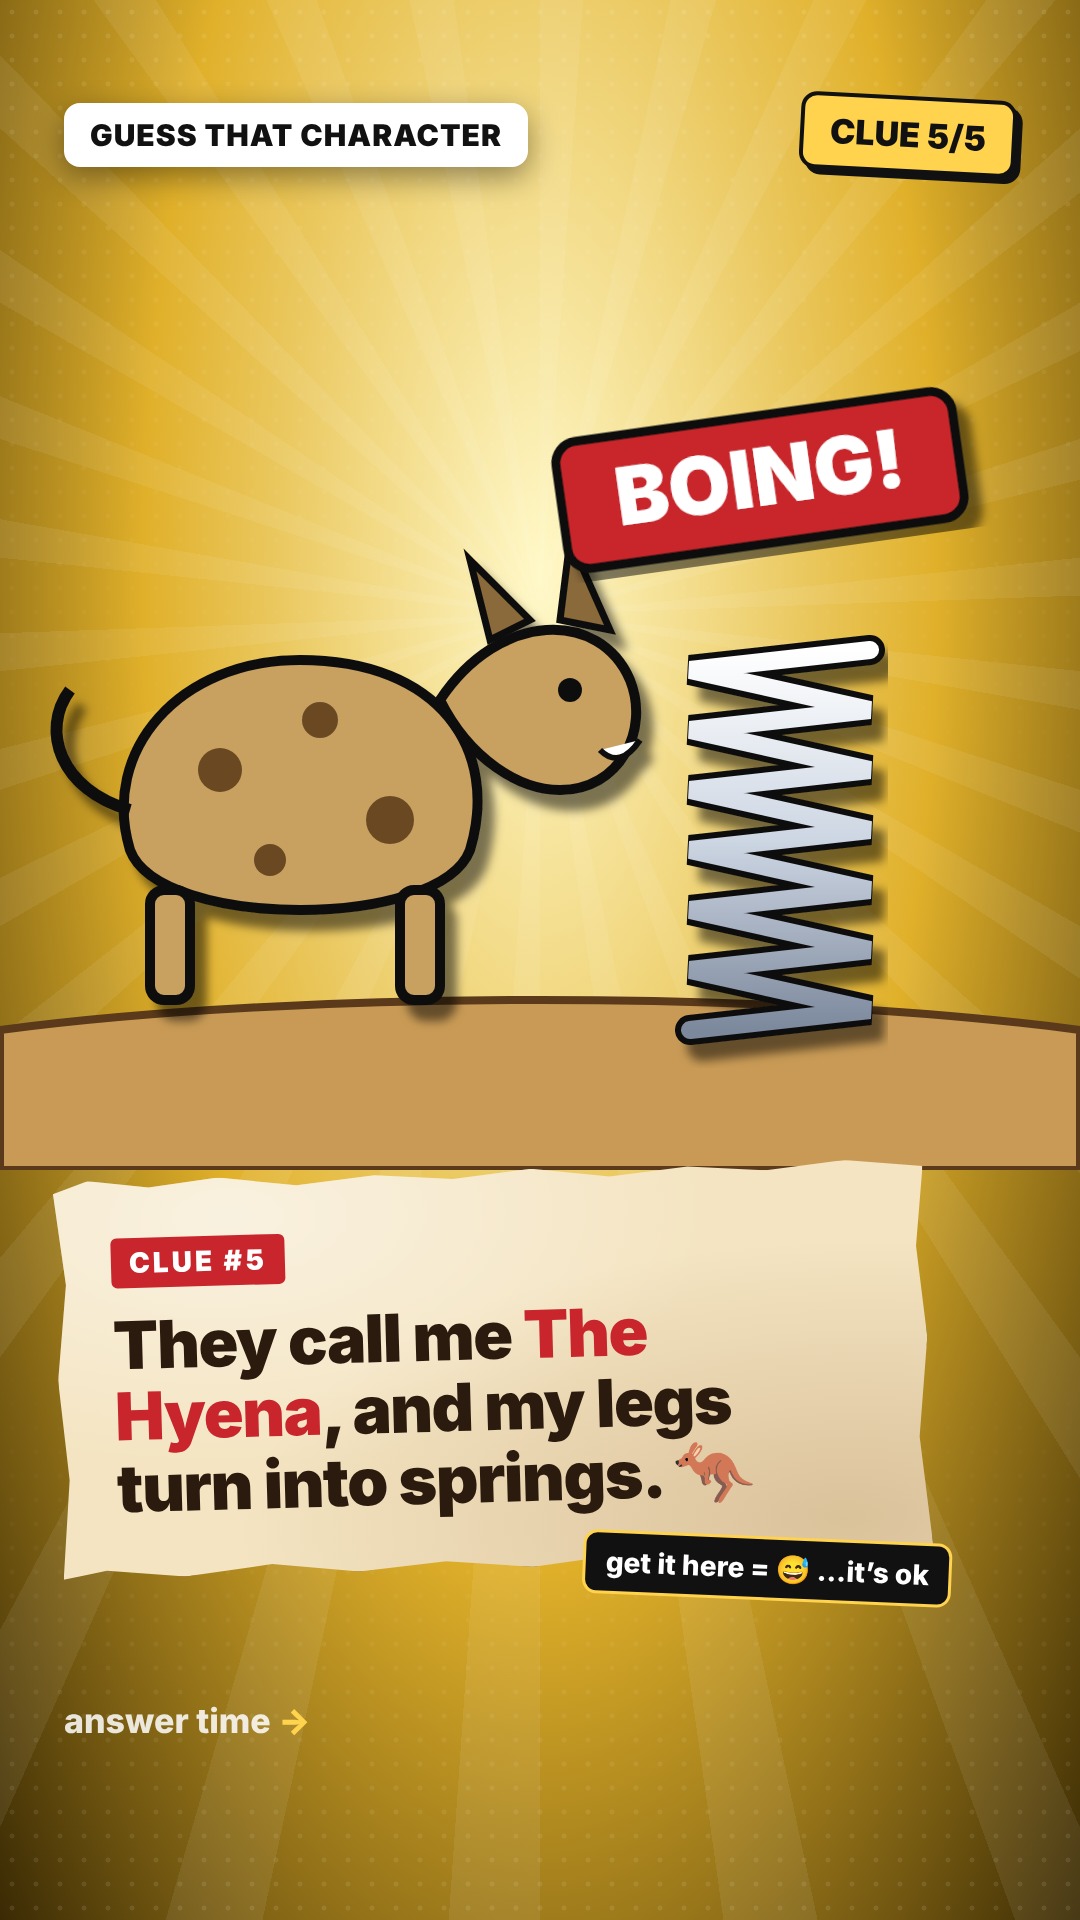 GUESS THAT CHARACTER
CLUE 5/5
BOING!
CLUE #5
They call me The
Hyena, and my legs
turn into springs. 🦘
get it here = 😅 ...it's ok
answer time →